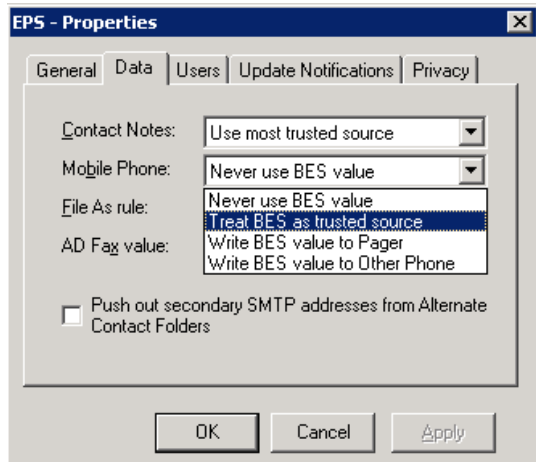 EPS - Properties
General Data Users Update Notifications Privacy
Contact Notes: Use most trusted source
Mobile Phone: Never use BES value
File As rule: Never use BES value
Treat BES as trusted source
AD Fax value: Write BES value to Pager
Write BES value to Other Phone
Push out secondary SMTP addresses from Alternate
Contact Folders
OK Cancel Apply